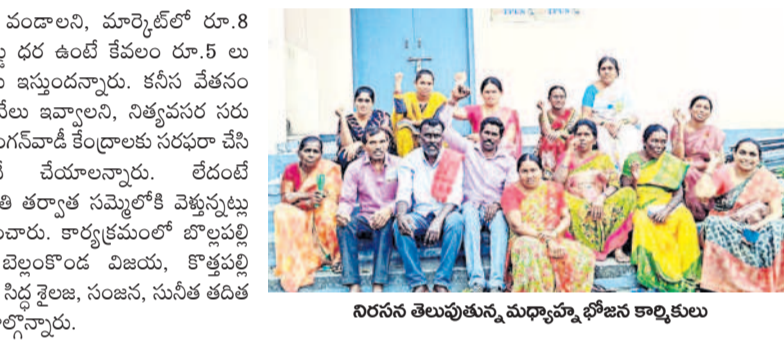 వండాలని, మార్కెట్‌లో రూ.8
ధర ఉంటే కేవలం రూ.5 లు
ఇస్తుందన్నారు. కనీస వేతనం
ఇవ్వాలని, నిత్యవసర సరు
కేంద్రాలకు సరఫరా చేసి
చేయాలన్నారు. లేదంటే
తర్వాత సమ్మెలోకి వెళ్తున్నట్లు
కార్యక్రమంలో బొల్లపల్లి
బెల్లంకొండ విజయ, కొత్తపల్లి
సిద్ధ శైలజ, సంజన, సునీత తదిత
ల్గొన్నారు.
నిరసన తెలుపుతున్న మధ్యాహ్న భోజన కార్మికులు